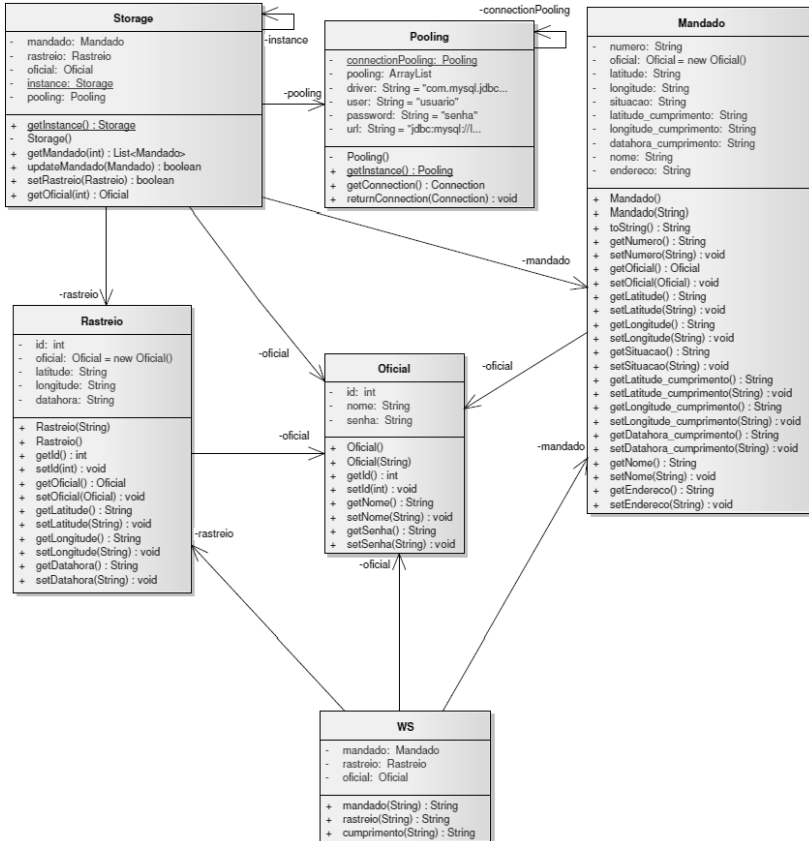 Storage
- mandado: Mandado
- rastreio: Rastreio
- oficial: Oficial
- instance: Storage
- pooling: Pooling
+ getInstance() : Storage
- Storage()
+ getMandado(int) : List<Mandado>
+ updateMandado(Mandado) : boolean
+ setRastreio(Rastreio) : boolean
+ getOficial(int) : Oficial
-instance
-pooling
-connectionPooling
Pooling
- connectionPooling: Pooling
- pooling: ArrayList
- driver: String = "com.mysql.jdbc...
- user: String = "usuario"
- password: String = "senha"
- url: String = "jdbc:mysql://l...
- Pooling()
+ getInstance() : Pooling
+ getConnection() : Connection
+ returnConnection(Connection) : void
Mandado
- numero: String
- oficial: Oficial = new Oficial()
- latitude: String
- longitude: String
- situacao: String
- latitude_cumprimento: String
- longitude_cumprimento: String
- datahora_cumprimento: String
- nome: String
- endereco: String
+ Mandado()
+ Mandado(String)
+ toString() : String
+ getNumero() : String
+ setNumero(String) : void
+ getOficial() : Oficial
+ setOficial(Oficial) : void
+ getLatitude() : String
+ setLatitude(String) : void
+ getLongitude() : String
+ setLongitude(String) : void
+ getSituacao() : String
+ setSituacao(String) : void
+ getLatitude_cumprimento() : String
+ setLatitude_cumprimento(String) : void
+ getLongitude_cumprimento() : String
+ setLongitude_cumprimento(String) : void
+ getDatahora_cumprimento() : String
+ setDatahora_cumprimento(String) : void
+ getNome() : String
+ setNome(String) : void
+ getEndereco() : String
+ setEndereco(String) : void
-mandado
-rastreio
-oficial
-oficial
Rastreio
- id: int
- oficial: Oficial = new Oficial()
- latitude: String
- longitude: String
- datahora: String
+ Rastreio(String)
+ Rastreio()
+ getId() : int
+ setId(int) : void
+ getOficial() : Oficial
+ setOficial(Oficial) : void
+ getLatitude() : String
+ setLatitude(String) : void
+ getLongitude() : String
+ setLongitude(String) : void
+ getDatahora() : String
+ setDatahora(String) : void
-oficial
Oficial
- id: int
- nome: String
- senha: String
+ Oficial()
+ Oficial(String)
+ getId() : int
+ setId(int) : void
+ getNome() : String
+ setNome(String) : void
+ getSenha() : String
+ setSenha(String) : void
-mandado
-rastreio
-oficial
WS
- mandado: Mandado
- rastreio: Rastreio
- oficial: Oficial
+ mandado(String) : String
+ rastreio(String) : String
+ cumprimento(String) : String